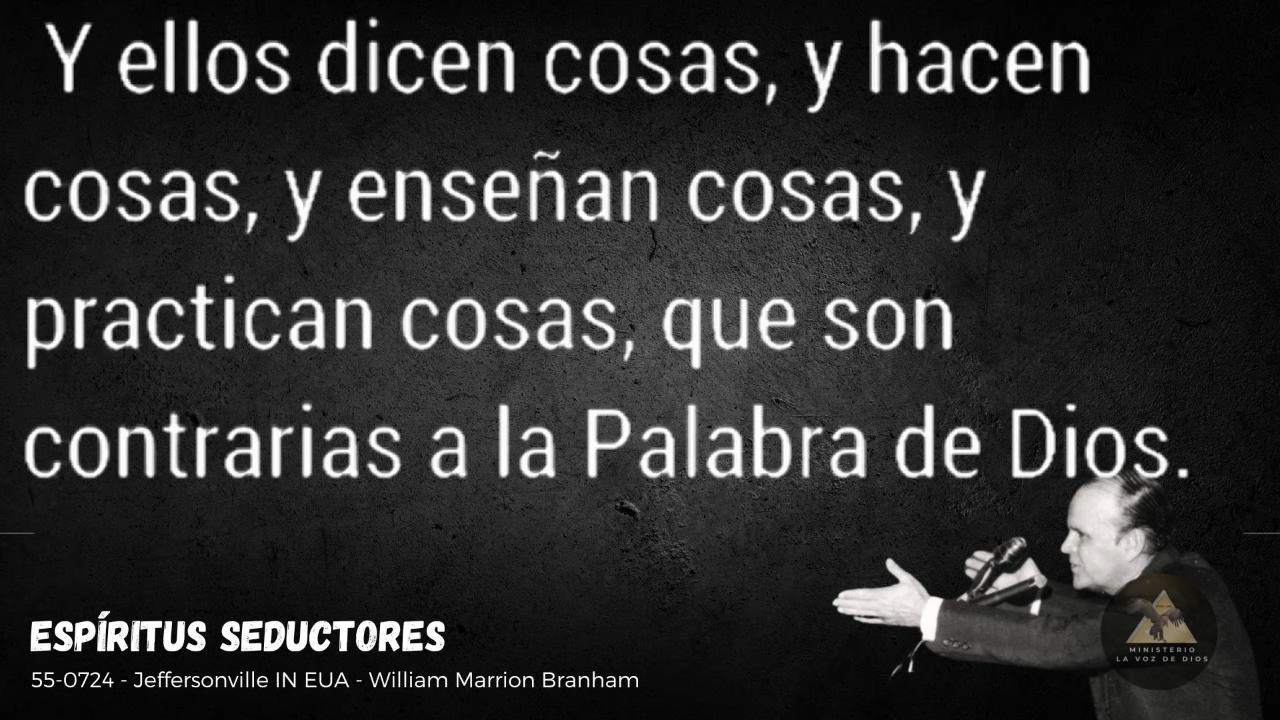 Y ellos dicen cosas, y hacen
cosas, y enseñan cosas, y
practican cosas, que son
contrarias a la Palabra de Dios.
ESPÍRITUS SEDUCTORES
55-0724 - Jeffersonville IN EUA - William Marrion Branham
MINISTERIO
LA VOZ DE DIOS